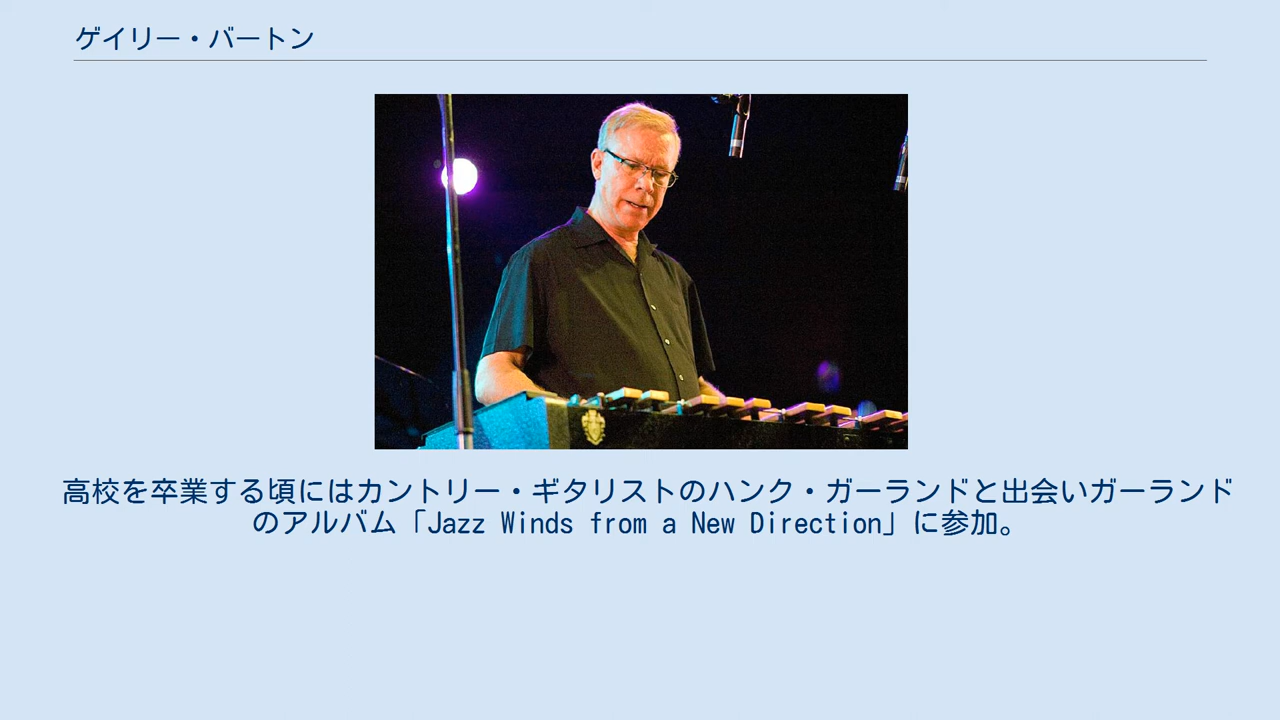 ゲイリー・バートン
高校を卒業する頃にはカントリー・ギタリストのハンク・ガーランドと出会いガーランド
のアルバム「Jazz Winds from a New Direction」に参加。